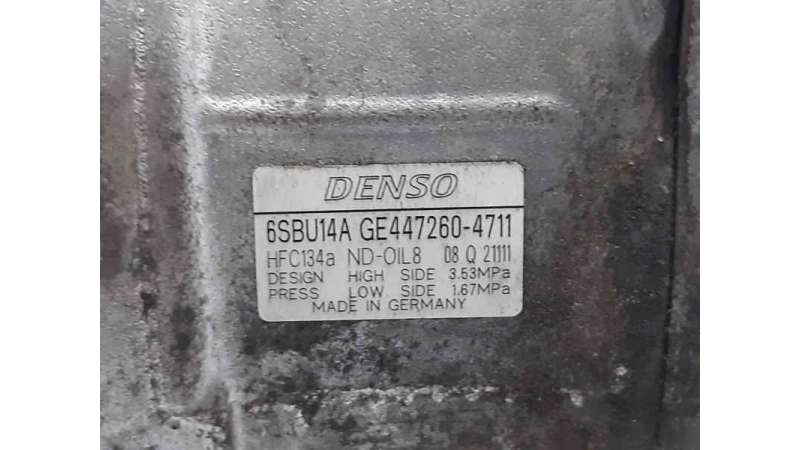 DENSO
6SBU14A GE447260-4711
HFC134a ND-OIL8 08 Q 21111
DESIGN HIGH SIDE 3.53MPa
PRESS LOW SIDE 1.67MPa
MADE IN GERMANY